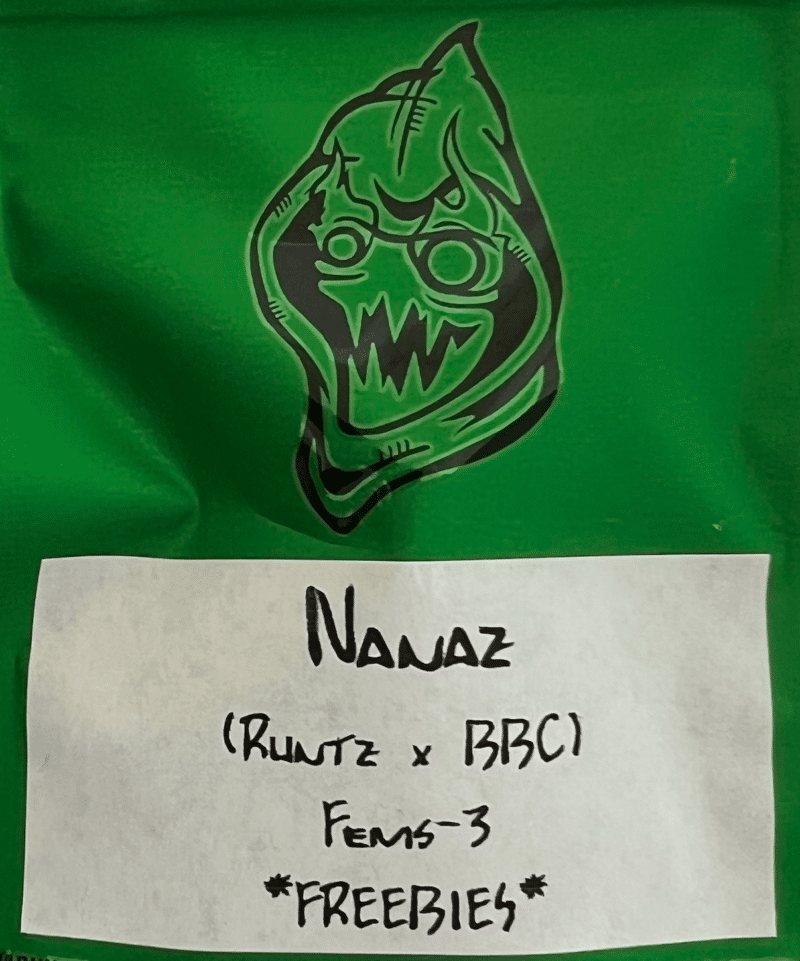 NANAZ
(RUNTZ x BBC)
FEMS-3
*FREEBIES*